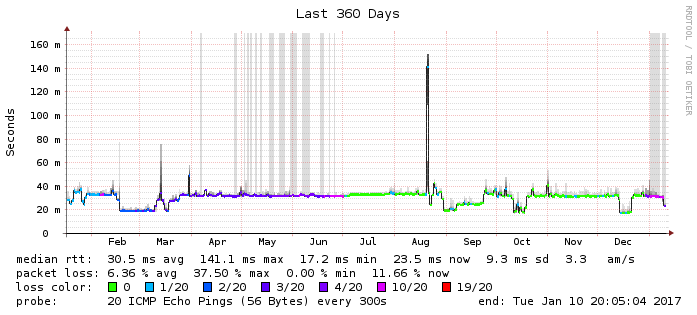 Last 360 Days
RRDTOOL / TOBI OETIKER
Seconds
160 m
140 m
120 m
100 m
80 m
60 m
40 m
20 m
0
Feb Mar Apr May Jun Jul Aug Sep Oct Nov Dec
median rtt: 30.5 ms avg 141.1 ms max 17.2 ms min 23.5 ms now 9.3 ms sd 3.3 am/s
packet loss: 6.36 % avg 37.50 % max 0.00 % min 11.66 % now
loss color: 0 1/20 2/20 3/20 4/20 10/20 19/20
probe: 20 ICMP Echo Pings (56 Bytes) every 300s end: Tue Jan 10 20:05:04 2017